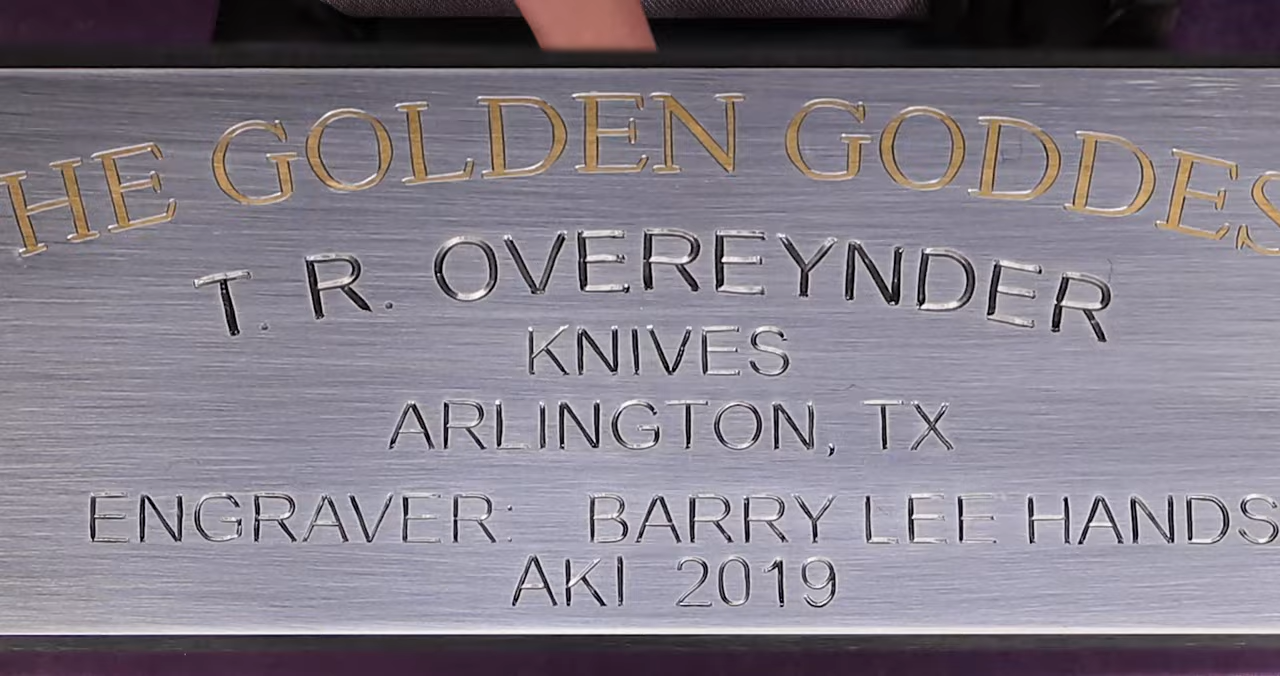 HE GOLDEN GODDES
T. R. OVEREYNDER
KNIVES
ARLINGTON, TX
ENGRAVER: BARRY LEE HANDS
AKI 2019